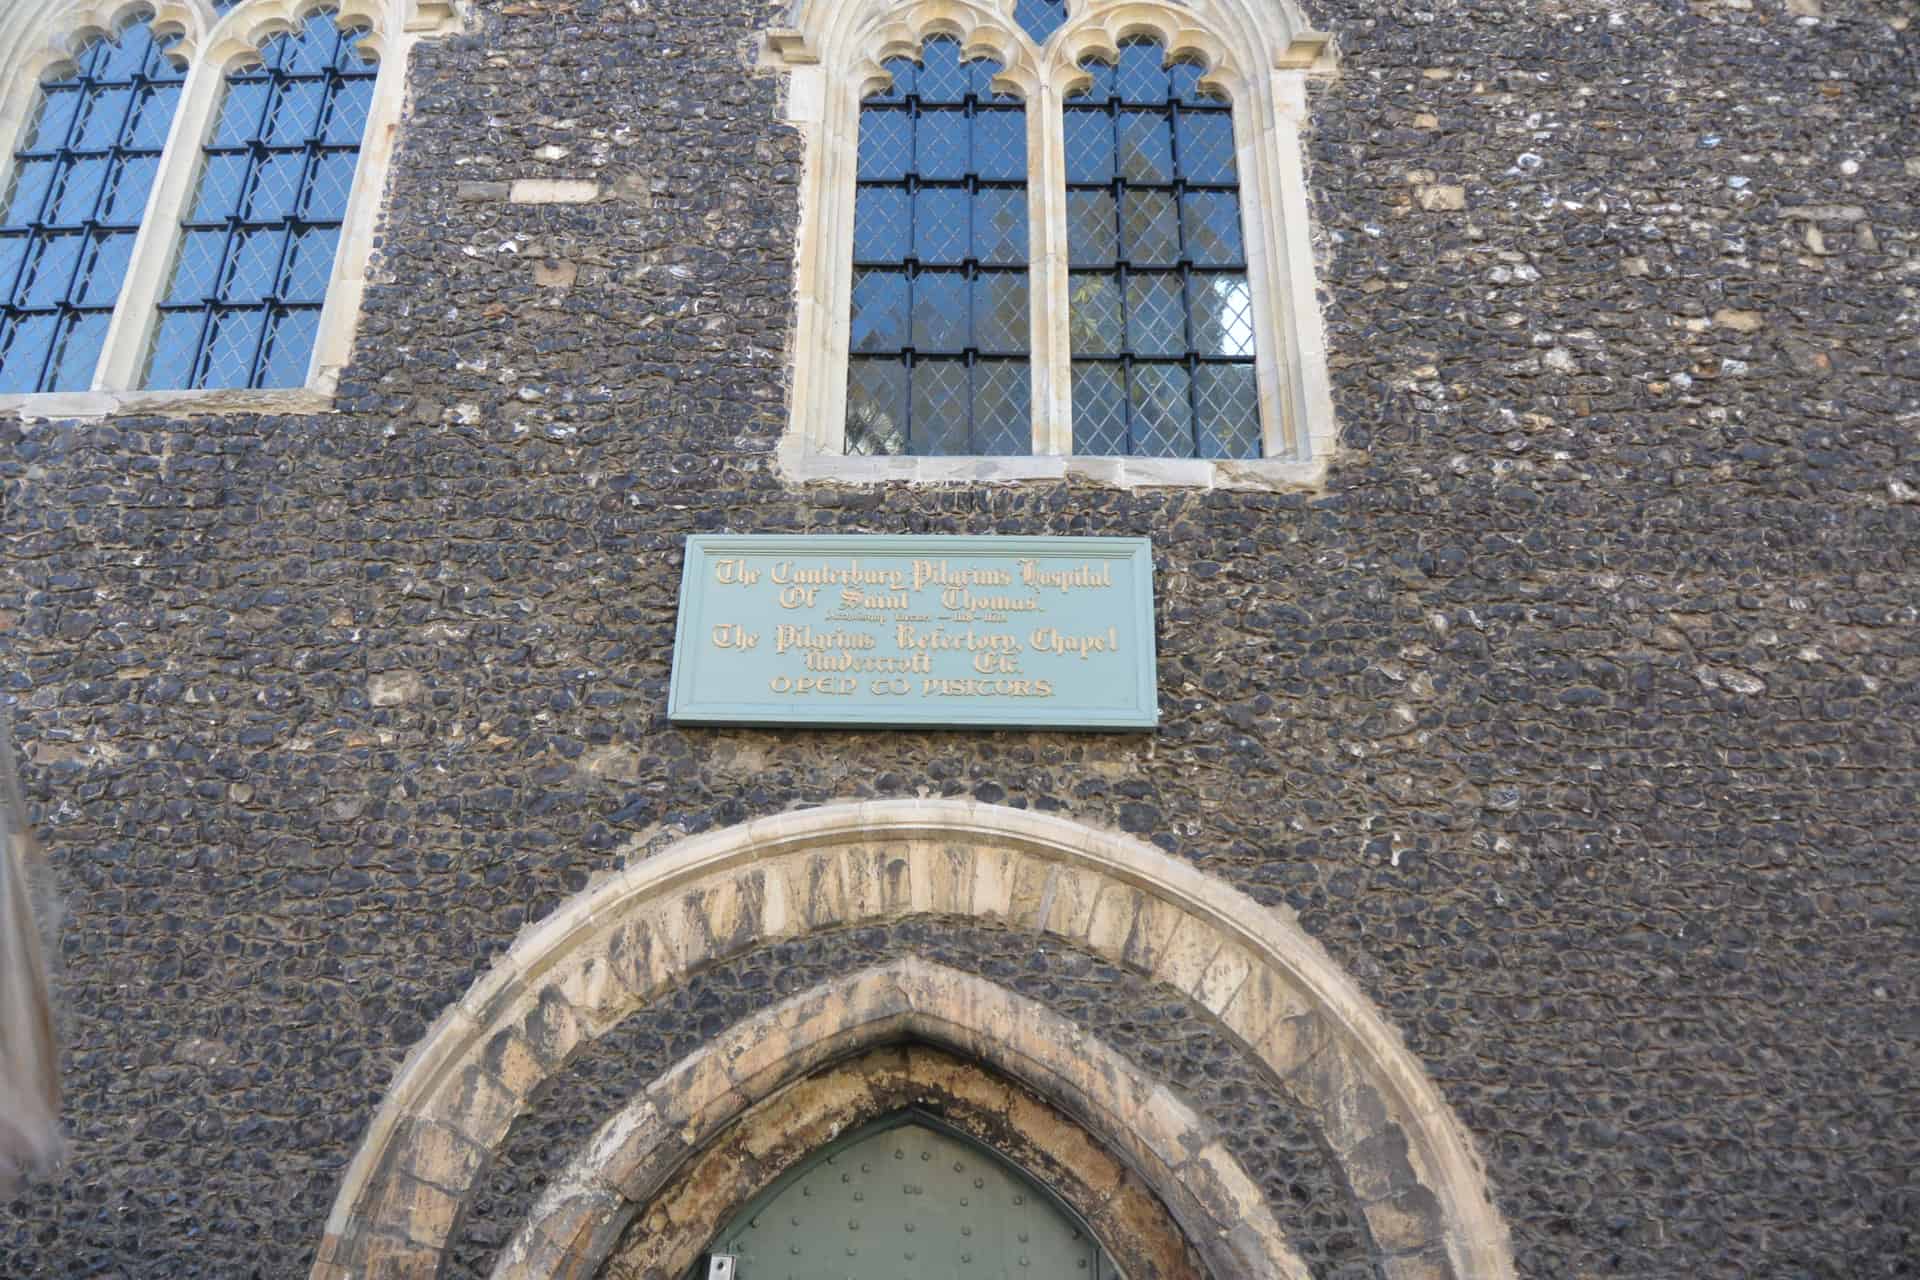 The Canterbury Pilgrims Hospital
Of Saint Thomas.
The Pilgrims Refectory, Chapel
Undercroft Etc.
OPEN TO VISITORS.